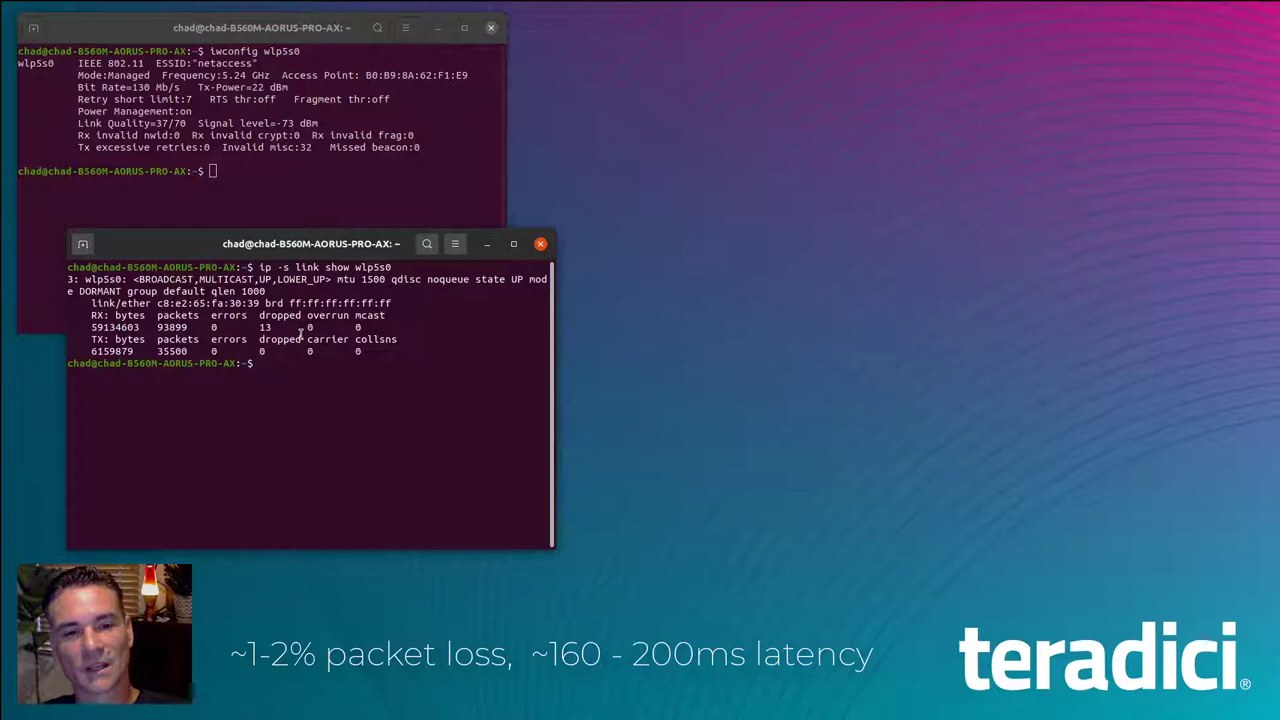 chad@chad-B560M-AORUS-PRO-AX: ~
chad@chad-B560M-AORUS-PRO-AX:~$ iwconfig wlp5s0
wlp5s0 IEEE 802.11 ESSID:"netaccess"
Mode:Managed Frequency:5.24 GHz Access Point: B0:B9:8A:62:F1:E9
Bit Rate=130 Mb/s Tx-Power=22 dBm
Retry short limit:7 RTS thr:off Fragment thr:off
Power Management:on
Link Quality=37/70 Signal level=-73 dBm
Rx invalid nwid:0 Rx invalid crypt:0 Rx invalid frag:0
Tx excessive retries:0 Invalid misc:32 Missed beacon:0
chad@chad-B560M-AORUS-PRO-AX:~$
chad@chad-B560M-AORUS-PRO-AX: ~
chad@chad-B560M-AORUS-PRO-AX:~$ ip -s link show wlp5s0
3: wlp5s0: <BROADCAST,MULTICAST,UP,LOWER_UP> mtu 1500 qdisc noqueue state UP mod
e DORMANT group default qlen 1000
link/ether c8:e2:65:fa:30:39 brd ff:ff:ff:ff:ff:ff
RX: bytes packets errors dropped overrun mcast
59134603 93899 0 13 0 0
TX: bytes packets errors dropped carrier collsns
6159879 35500 0 0 0 0
chad@chad-B560M-AORUS-PRO-AX:~$
~1-2% packet loss, ~160 - 200ms latency
teradici®